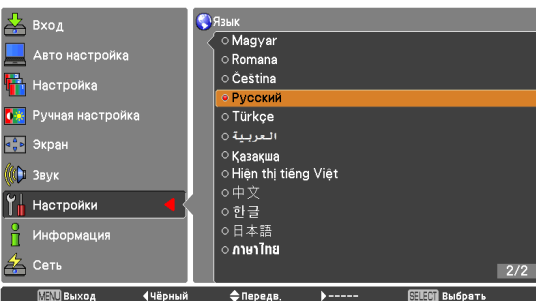 Вход
Авто настройка
Настройка
Ручная настройка
Экран
Звук
Настройки
Информация
Сеть
Язык
Magyar
Romana
Čeština
Русский
Türkçe
العربية
Қазақша
Hiện thị tiếng Việt
中文
한글
日本語
ภาษาไทย
2/2
MENU Выход
Чёрный
Передв.
-----
SELECT Выбрать